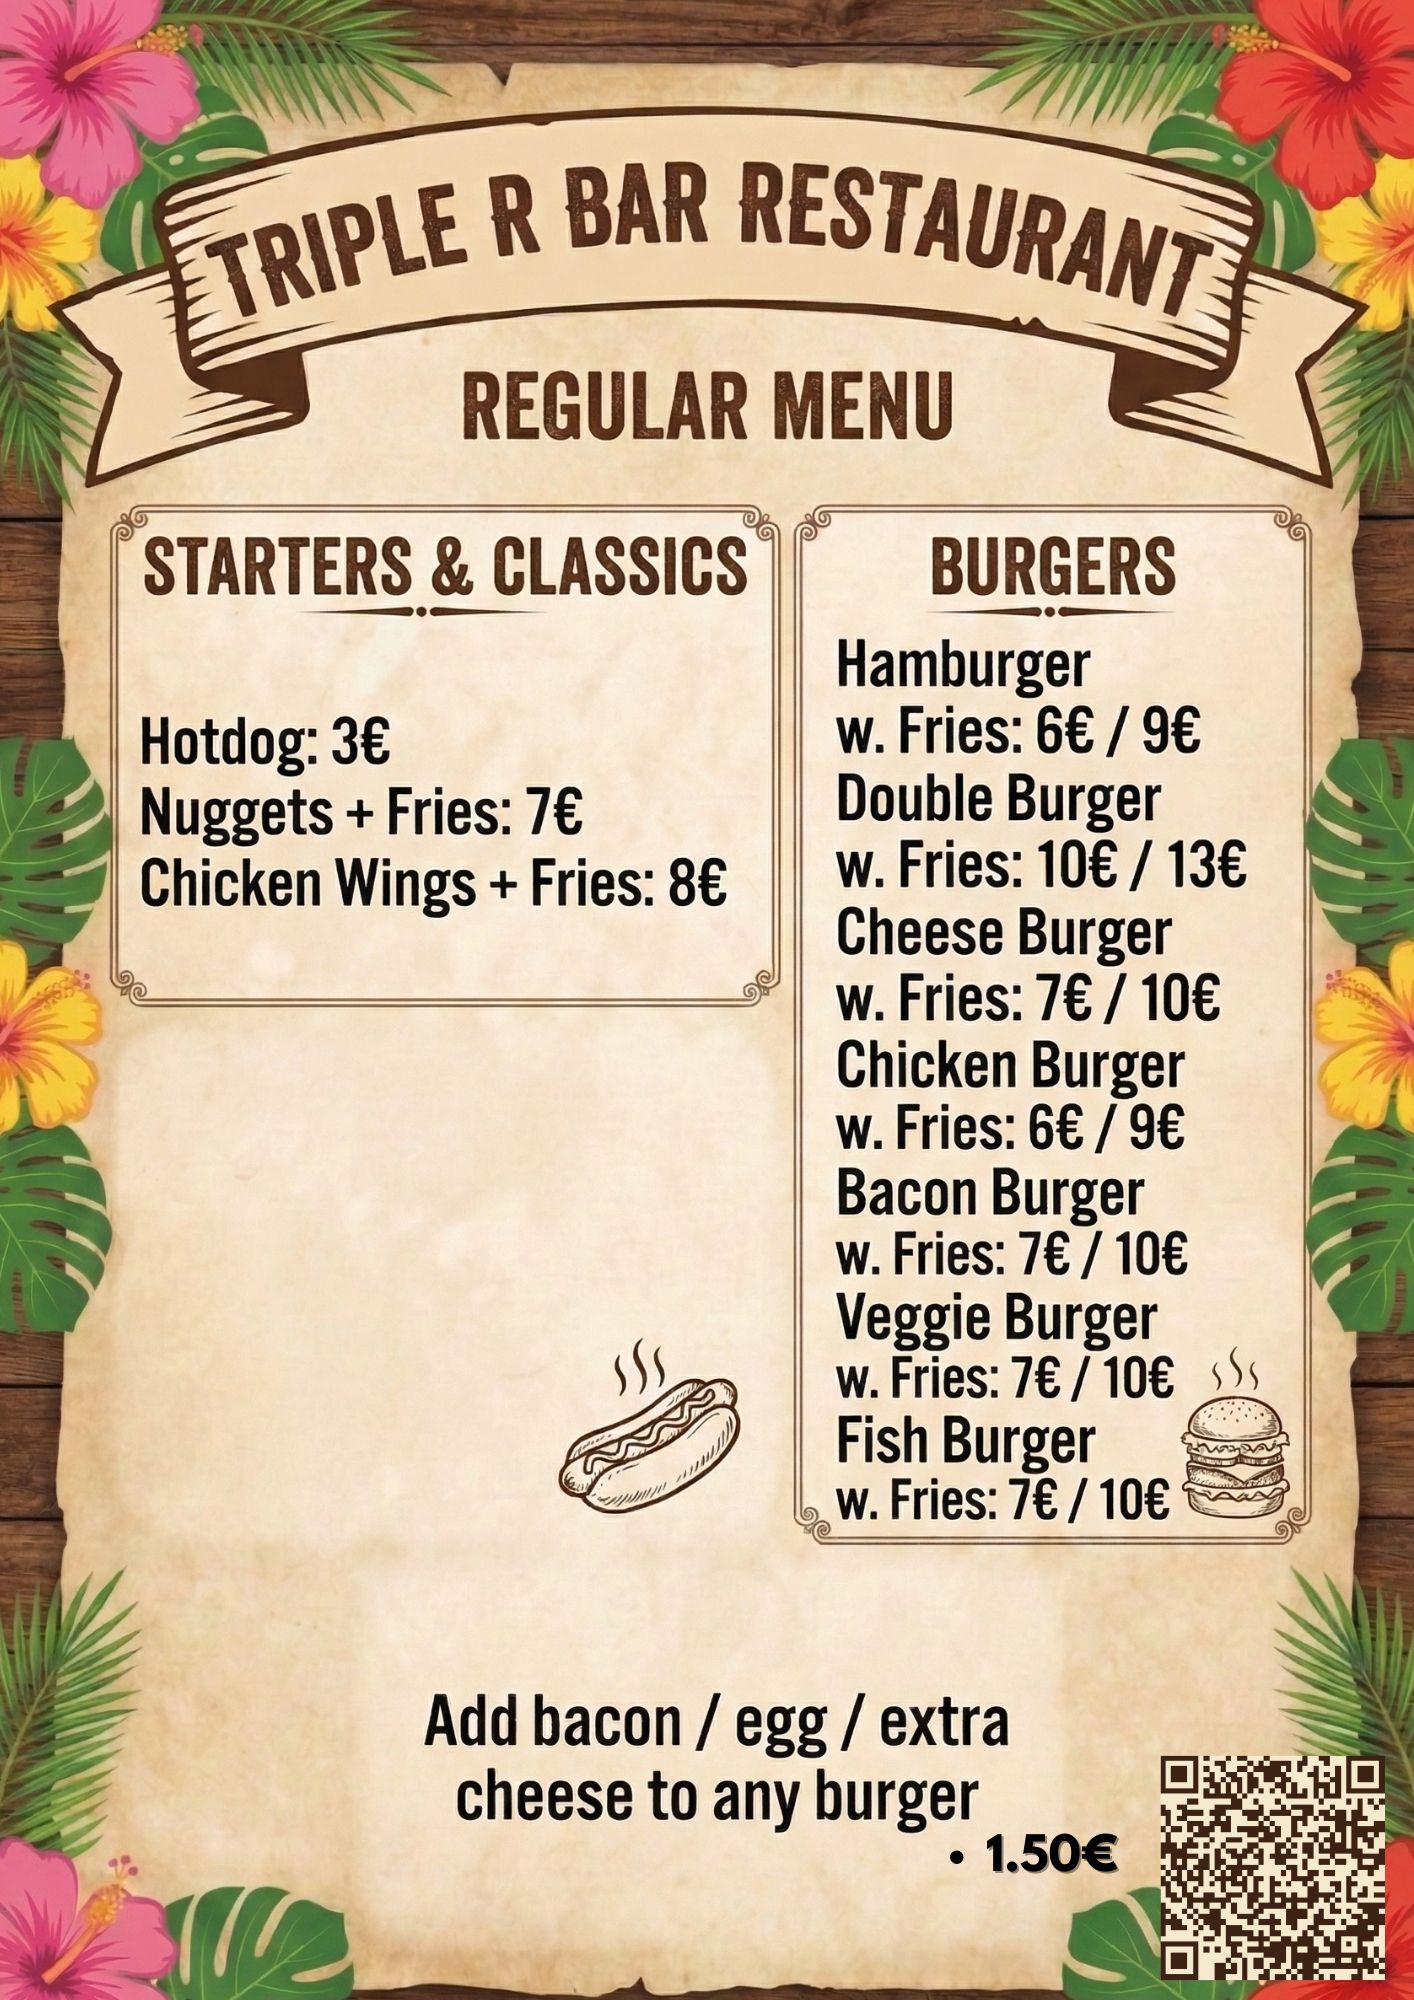 TRIPLE R BAR RESTAURANT
REGULAR MENU
STARTERS & CLASSICS
Hotdog: 3€
Nuggets + Fries: 7€
Chicken Wings + Fries: 8€
BURGERS
Hamburger
w. Fries: 6€ / 9€
Double Burger
w. Fries: 10€ / 13€
Cheese Burger
w. Fries: 7€ / 10€
Chicken Burger
w. Fries: 6€ / 9€
Bacon Burger
w. Fries: 7€ / 10€
Veggie Burger
w. Fries: 7€ / 10€
Fish Burger
w. Fries: 7€ / 10€
Add bacon / egg / extra
cheese to any burger
• 1.50€